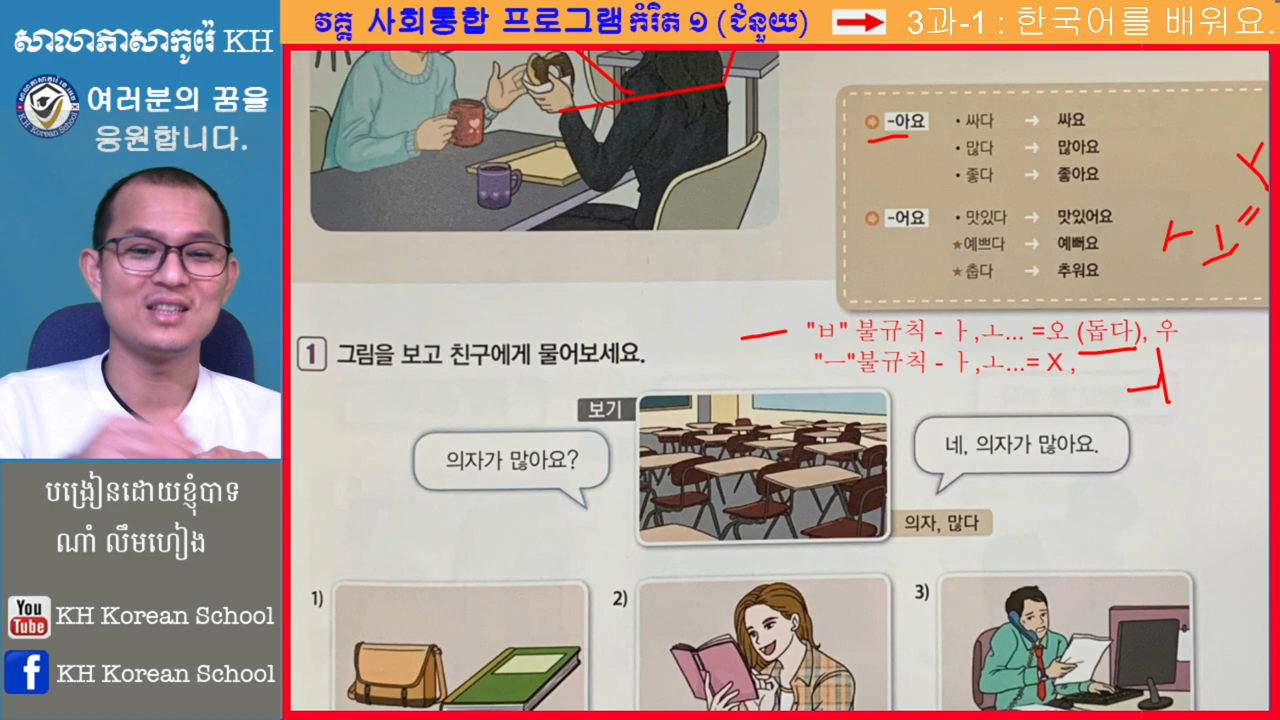 សាលាភាសាកូរ៉េ KH
여러분의 꿈을
응원합니다.
វគ្គ 사회통합 프로그램 កំរិត ១ (ជំនួយ)
3과-1 : 한국어를 배워요.
-아요
• 싸다 → 싸요
• 많다 → 많아요
• 좋다 → 좋아요
-어요
• 맛있다 → 맛있어요
★예쁘다 → 예뻐요
★춥다 → 추워요
"ㅂ" 불규칙 - ㅏ,ㅗ... =오 (돕다), 우
"ㅡ"불규칙 - ㅏ,ㅗ...= X ,
1 그림을 보고 친구에게 물어보세요.
보기
의자가 많아요?
네, 의자가 많아요.
의자, 많다
1)
2)
3)
បង្រៀនដោយខ្ញុំបាទ
ណាំ លឹមហៀង
You Tube KH Korean School
f KH Korean School